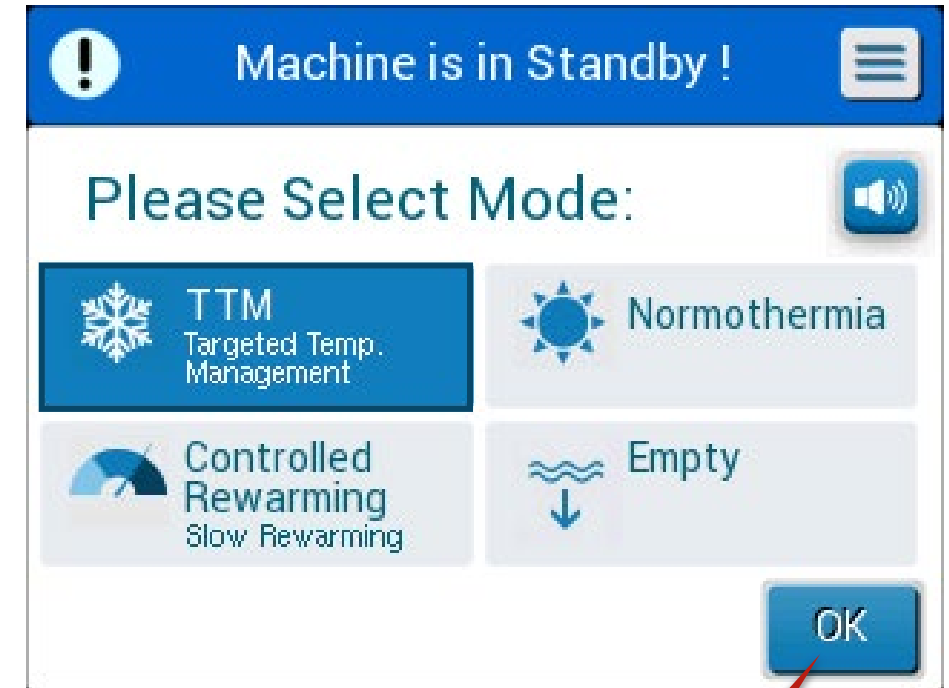 Machine is in Standby !
Please Select Mode:
TTM
Targeted Temp.
Management
Normothermia
Controlled
Rewarming
Slow Rewarming
Empty
OK